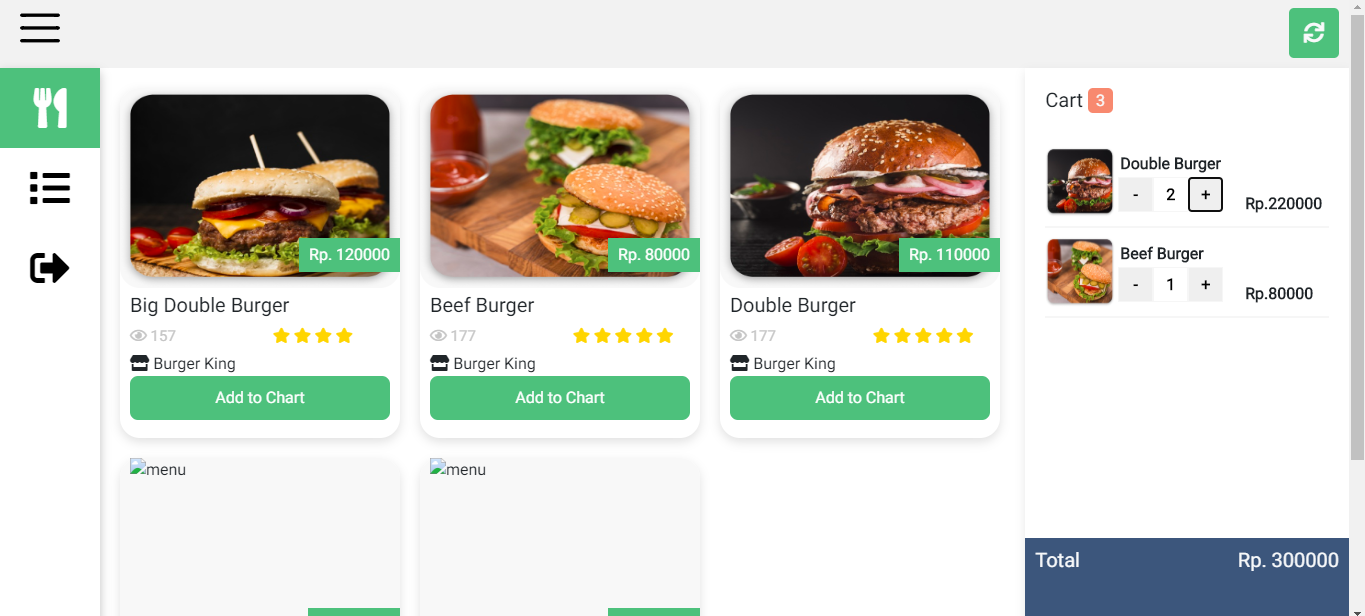 Cart 3
Rp. 120000
Rp. 80000
Rp. 110000
Big Double Burger
Beef Burger
Double Burger
157
177
177
Burger King
Burger King
Burger King
Add to Chart
Add to Chart
Add to Chart
menu
menu
Double Burger
- 2 +
Rp.220000
Beef Burger
- 1 +
Rp.80000
Total
Rp. 300000